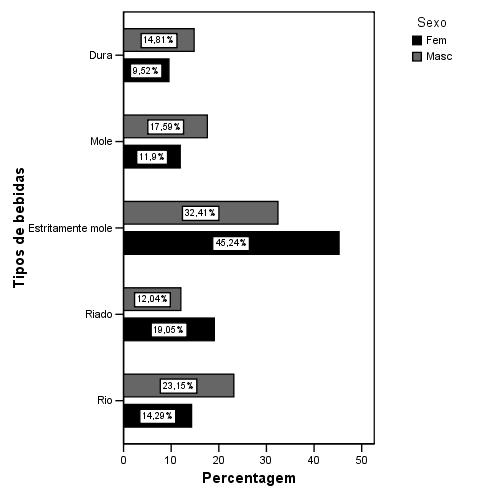 Sexo
Fem
Masc
Tipos de bebidas
Dura
14,81%
9,52%
Mole
17,59%
11,9%
Estritamente mole
32,41%
45,24%
Riado
12,04%
19,05%
Rio
23,15%
14,29%
0 10 20 30 40 50
Percentagem